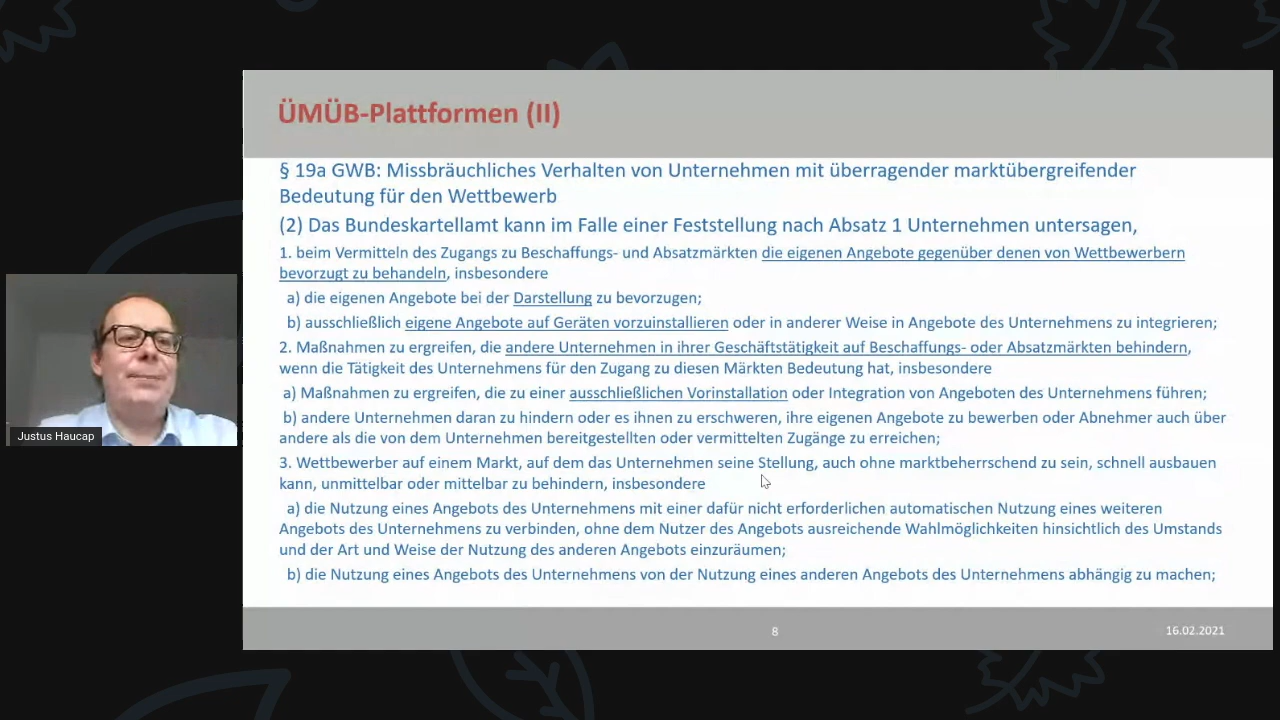 ÜMÜB-Plattformen (II)
§ 19a GWB: Missbräuchliches Verhalten von Unternehmen mit überragender marktübergreifender
Bedeutung für den Wettbewerb
(2) Das Bundeskartellamt kann im Falle einer Feststellung nach Absatz 1 Unternehmen untersagen,
1. beim Vermitteln des Zugangs zu Beschaffungs- und Absatzmärkten die eigenen Angebote gegenüber denen von Wettbewerbern
bevorzugt zu behandeln, insbesondere
a) die eigenen Angebote bei der Darstellung zu bevorzugen;
b) ausschließlich eigene Angebote auf Geräten vorzuinstallieren oder in anderer Weise in Angebote des Unternehmens zu integrieren;
2. Maßnahmen zu ergreifen, die andere Unternehmen in ihrer Geschäftstätigkeit auf Beschaffungs- oder Absatzmärkten behindern,
wenn die Tätigkeit des Unternehmens für den Zugang zu diesen Märkten Bedeutung hat, insbesondere
a) Maßnahmen zu ergreifen, die zu einer ausschließlichen Vorinstallation oder Integration von Angeboten des Unternehmens führen;
b) andere Unternehmen daran zu hindern oder es ihnen zu erschweren, ihre eigenen Angebote zu bewerben oder Abnehmer auch über
andere als die von dem Unternehmen bereitgestellten oder vermittelten Zugänge zu erreichen;
3. Wettbewerber auf einem Markt, auf dem das Unternehmen seine Stellung, auch ohne marktbeherrschend zu sein, schnell ausbauen
kann, unmittelbar oder mittelbar zu behindern, insbesondere
a) die Nutzung eines Angebots des Unternehmens mit einer dafür nicht erforderlichen automatischen Nutzung eines weiteren
Angebots des Unternehmens zu verbinden, ohne dem Nutzer des Angebots ausreichende Wahlmöglichkeiten hinsichtlich des Umstands
und der Art und Weise der Nutzung des anderen Angebots einzuräumen;
b) die Nutzung eines Angebots des Unternehmens von der Nutzung eines anderen Angebots des Unternehmens abhängig zu machen;
Justus Haucap
8
16.02.2021